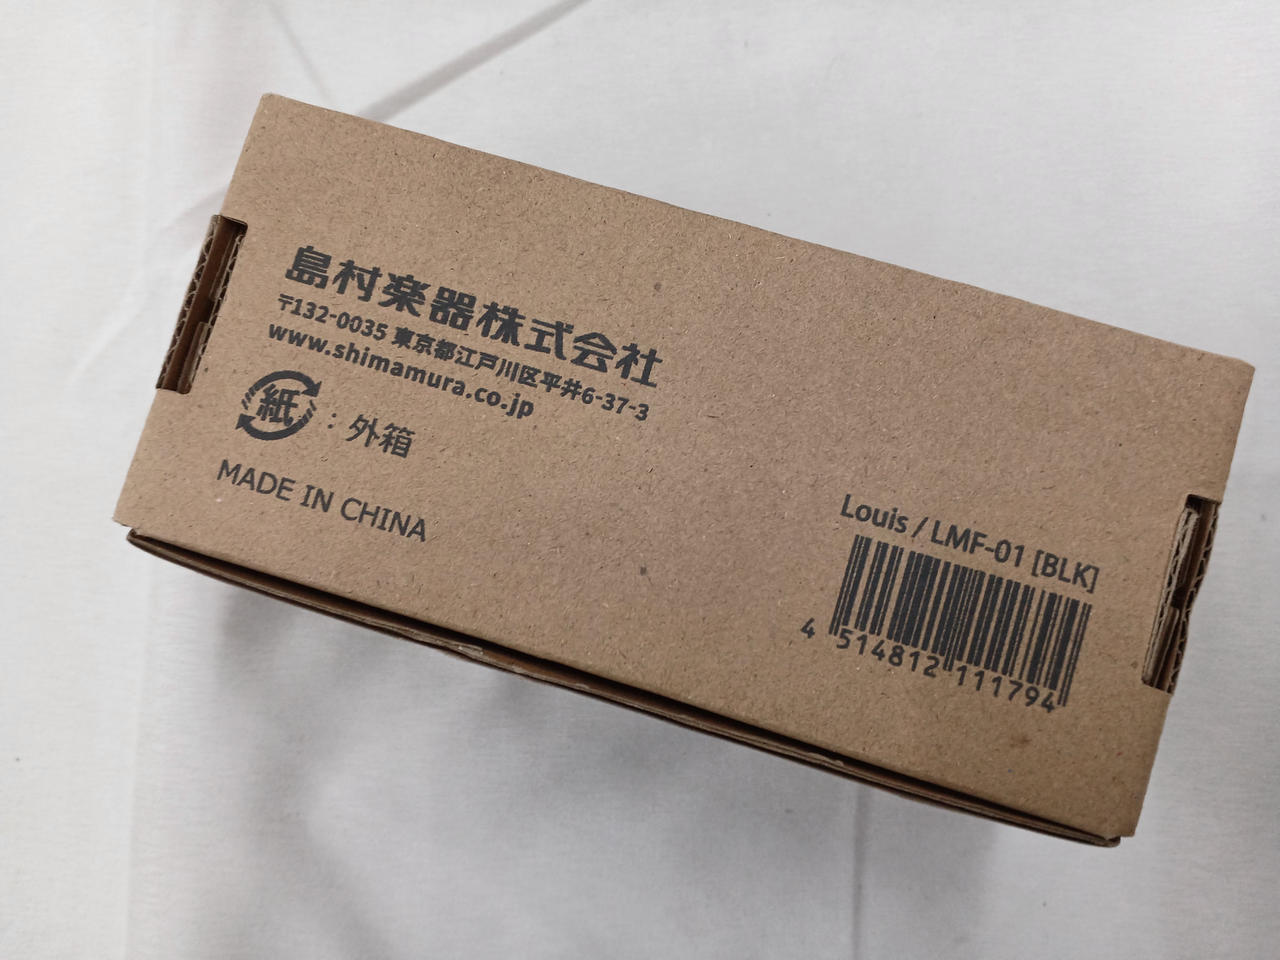 島村楽器株式会社
〒132-0035 東京都江戸川区平井6-37-3
www.shimamura.co.jp
紙 : 外箱
MADE IN CHINA
Louis / LMF-01 [BLK]
4 514812 111794